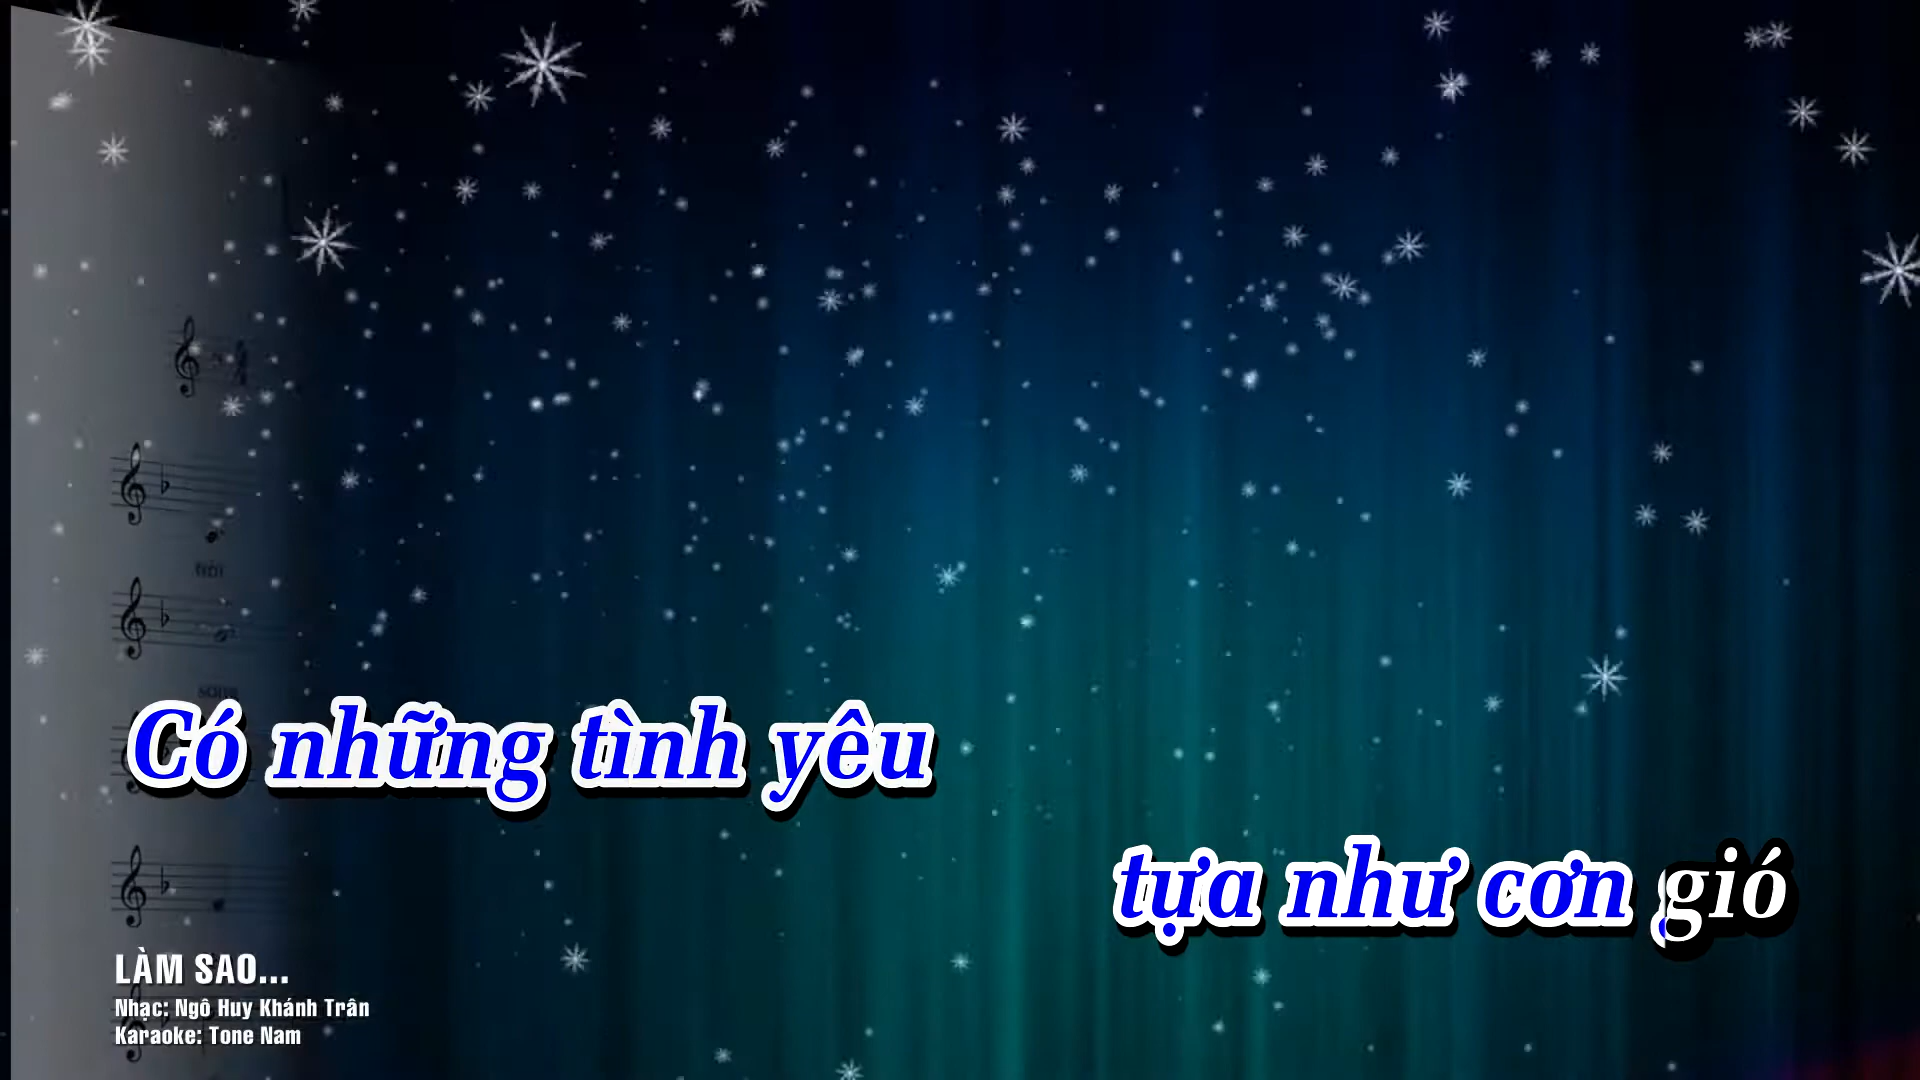 Có những tình yêu
tựa như cơn gió
LÀM SAO...
Nhạc: Ngô Huy Khánh Trân
Karaoke: Tone Nam